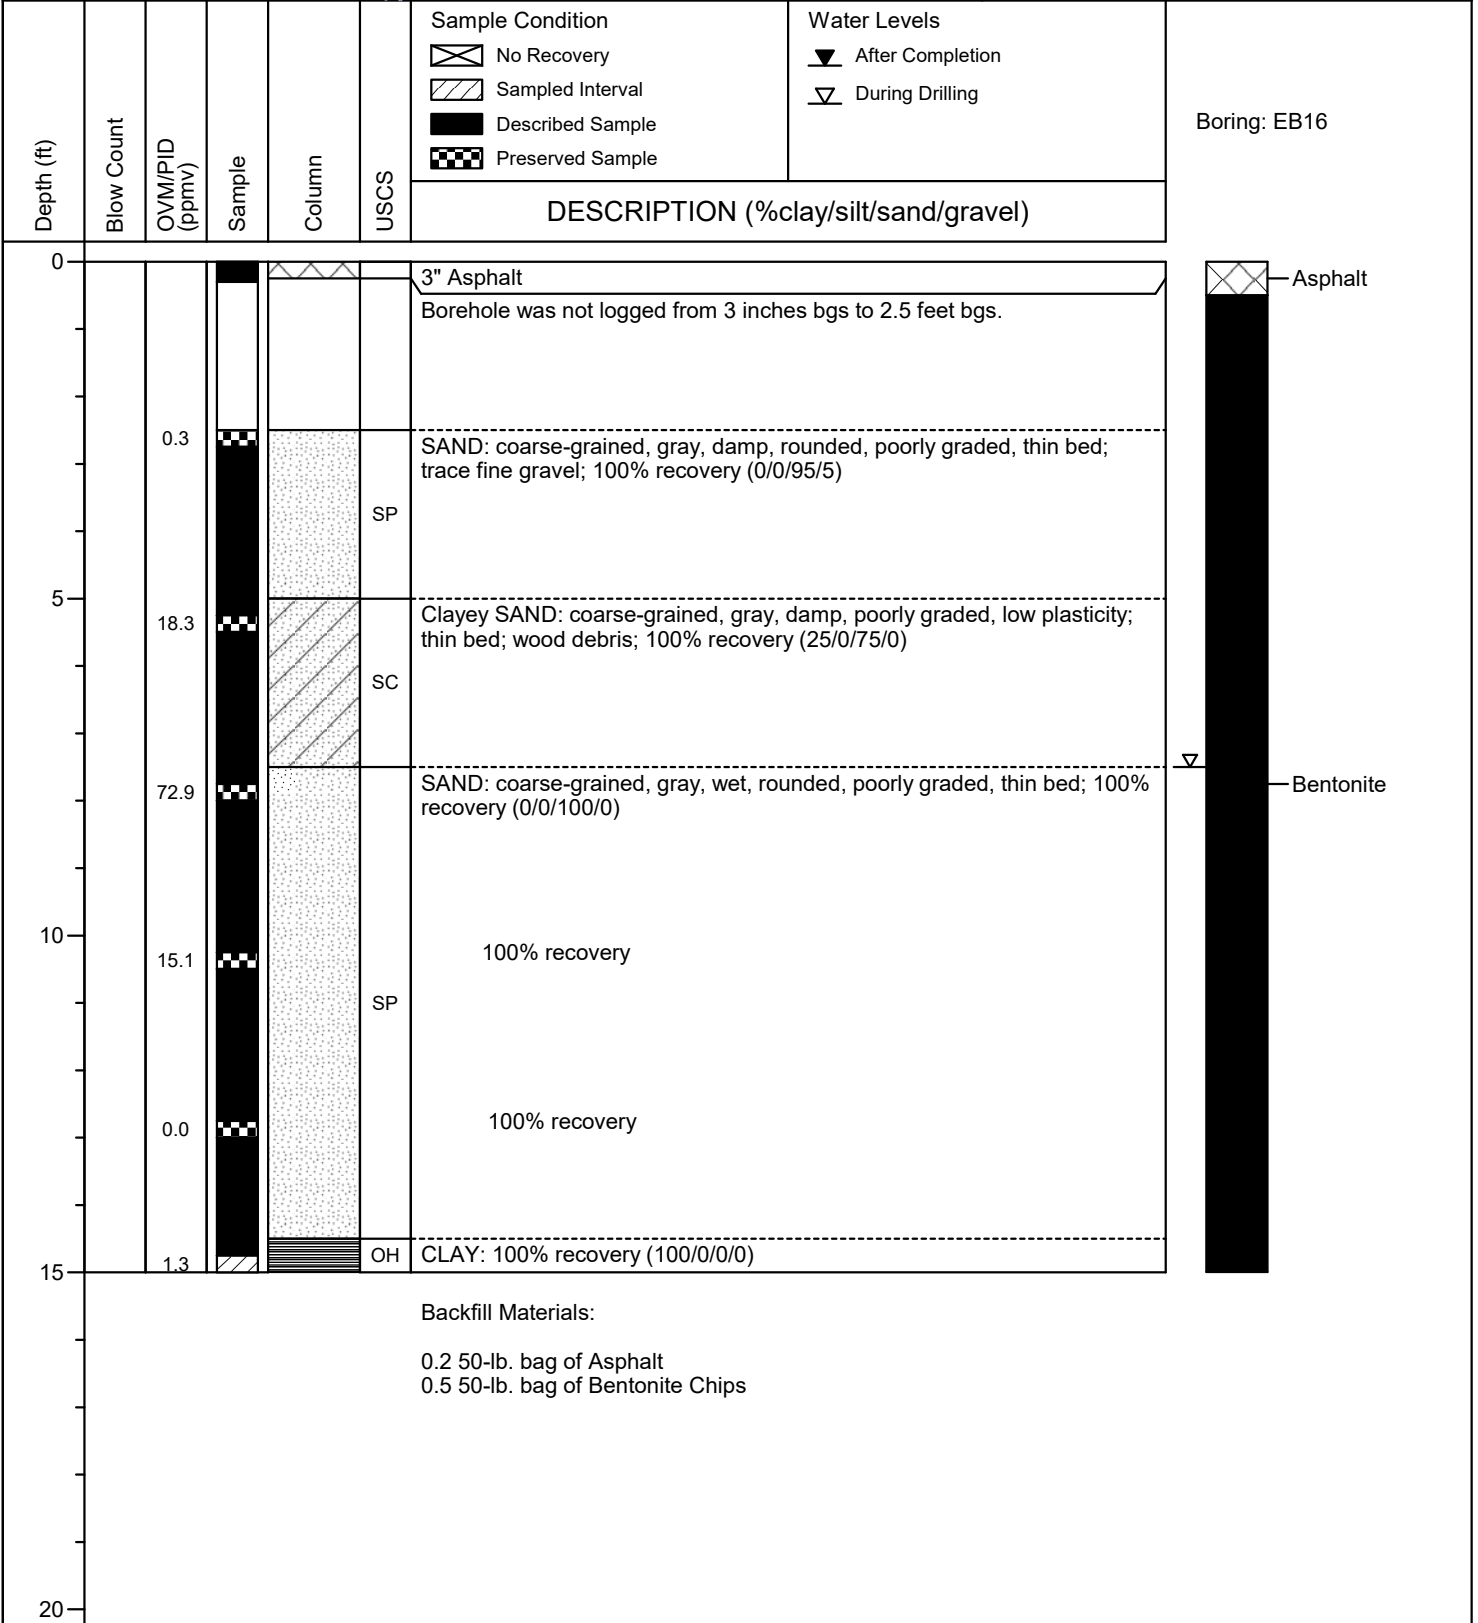 Sample Condition
No Recovery
Sampled Interval
Described Sample
Preserved Sample
Water Levels
After Completion
During Drilling
Boring: EB16
Depth (ft)
Blow Count
OVM/PID
(ppmv)
Sample
Column
USCS
DESCRIPTION (%clay/silt/sand/gravel)
0
3" Asphalt
Asphalt
Borehole was not logged from 3 inches bgs to 2.5 feet bgs.
0.3
SAND: coarse-grained, gray, damp, rounded, poorly graded, thin bed;
trace fine gravel; 100% recovery (0/0/95/5)
SP
5
18.3
Clayey SAND: coarse-grained, gray, damp, poorly graded, low plasticity;
thin bed; wood debris; 100% recovery (25/0/75/0)
SC
72.9
SAND: coarse-grained, gray, wet, rounded, poorly graded, thin bed; 100%
recovery (0/0/100/0)
Bentonite
10
15.1
100% recovery
SP
0.0
100% recovery
1.3
OH
CLAY: 100% recovery (100/0/0/0)
15
Backfill Materials:
0.2 50-lb. bag of Asphalt
0.5 50-lb. bag of Bentonite Chips
20